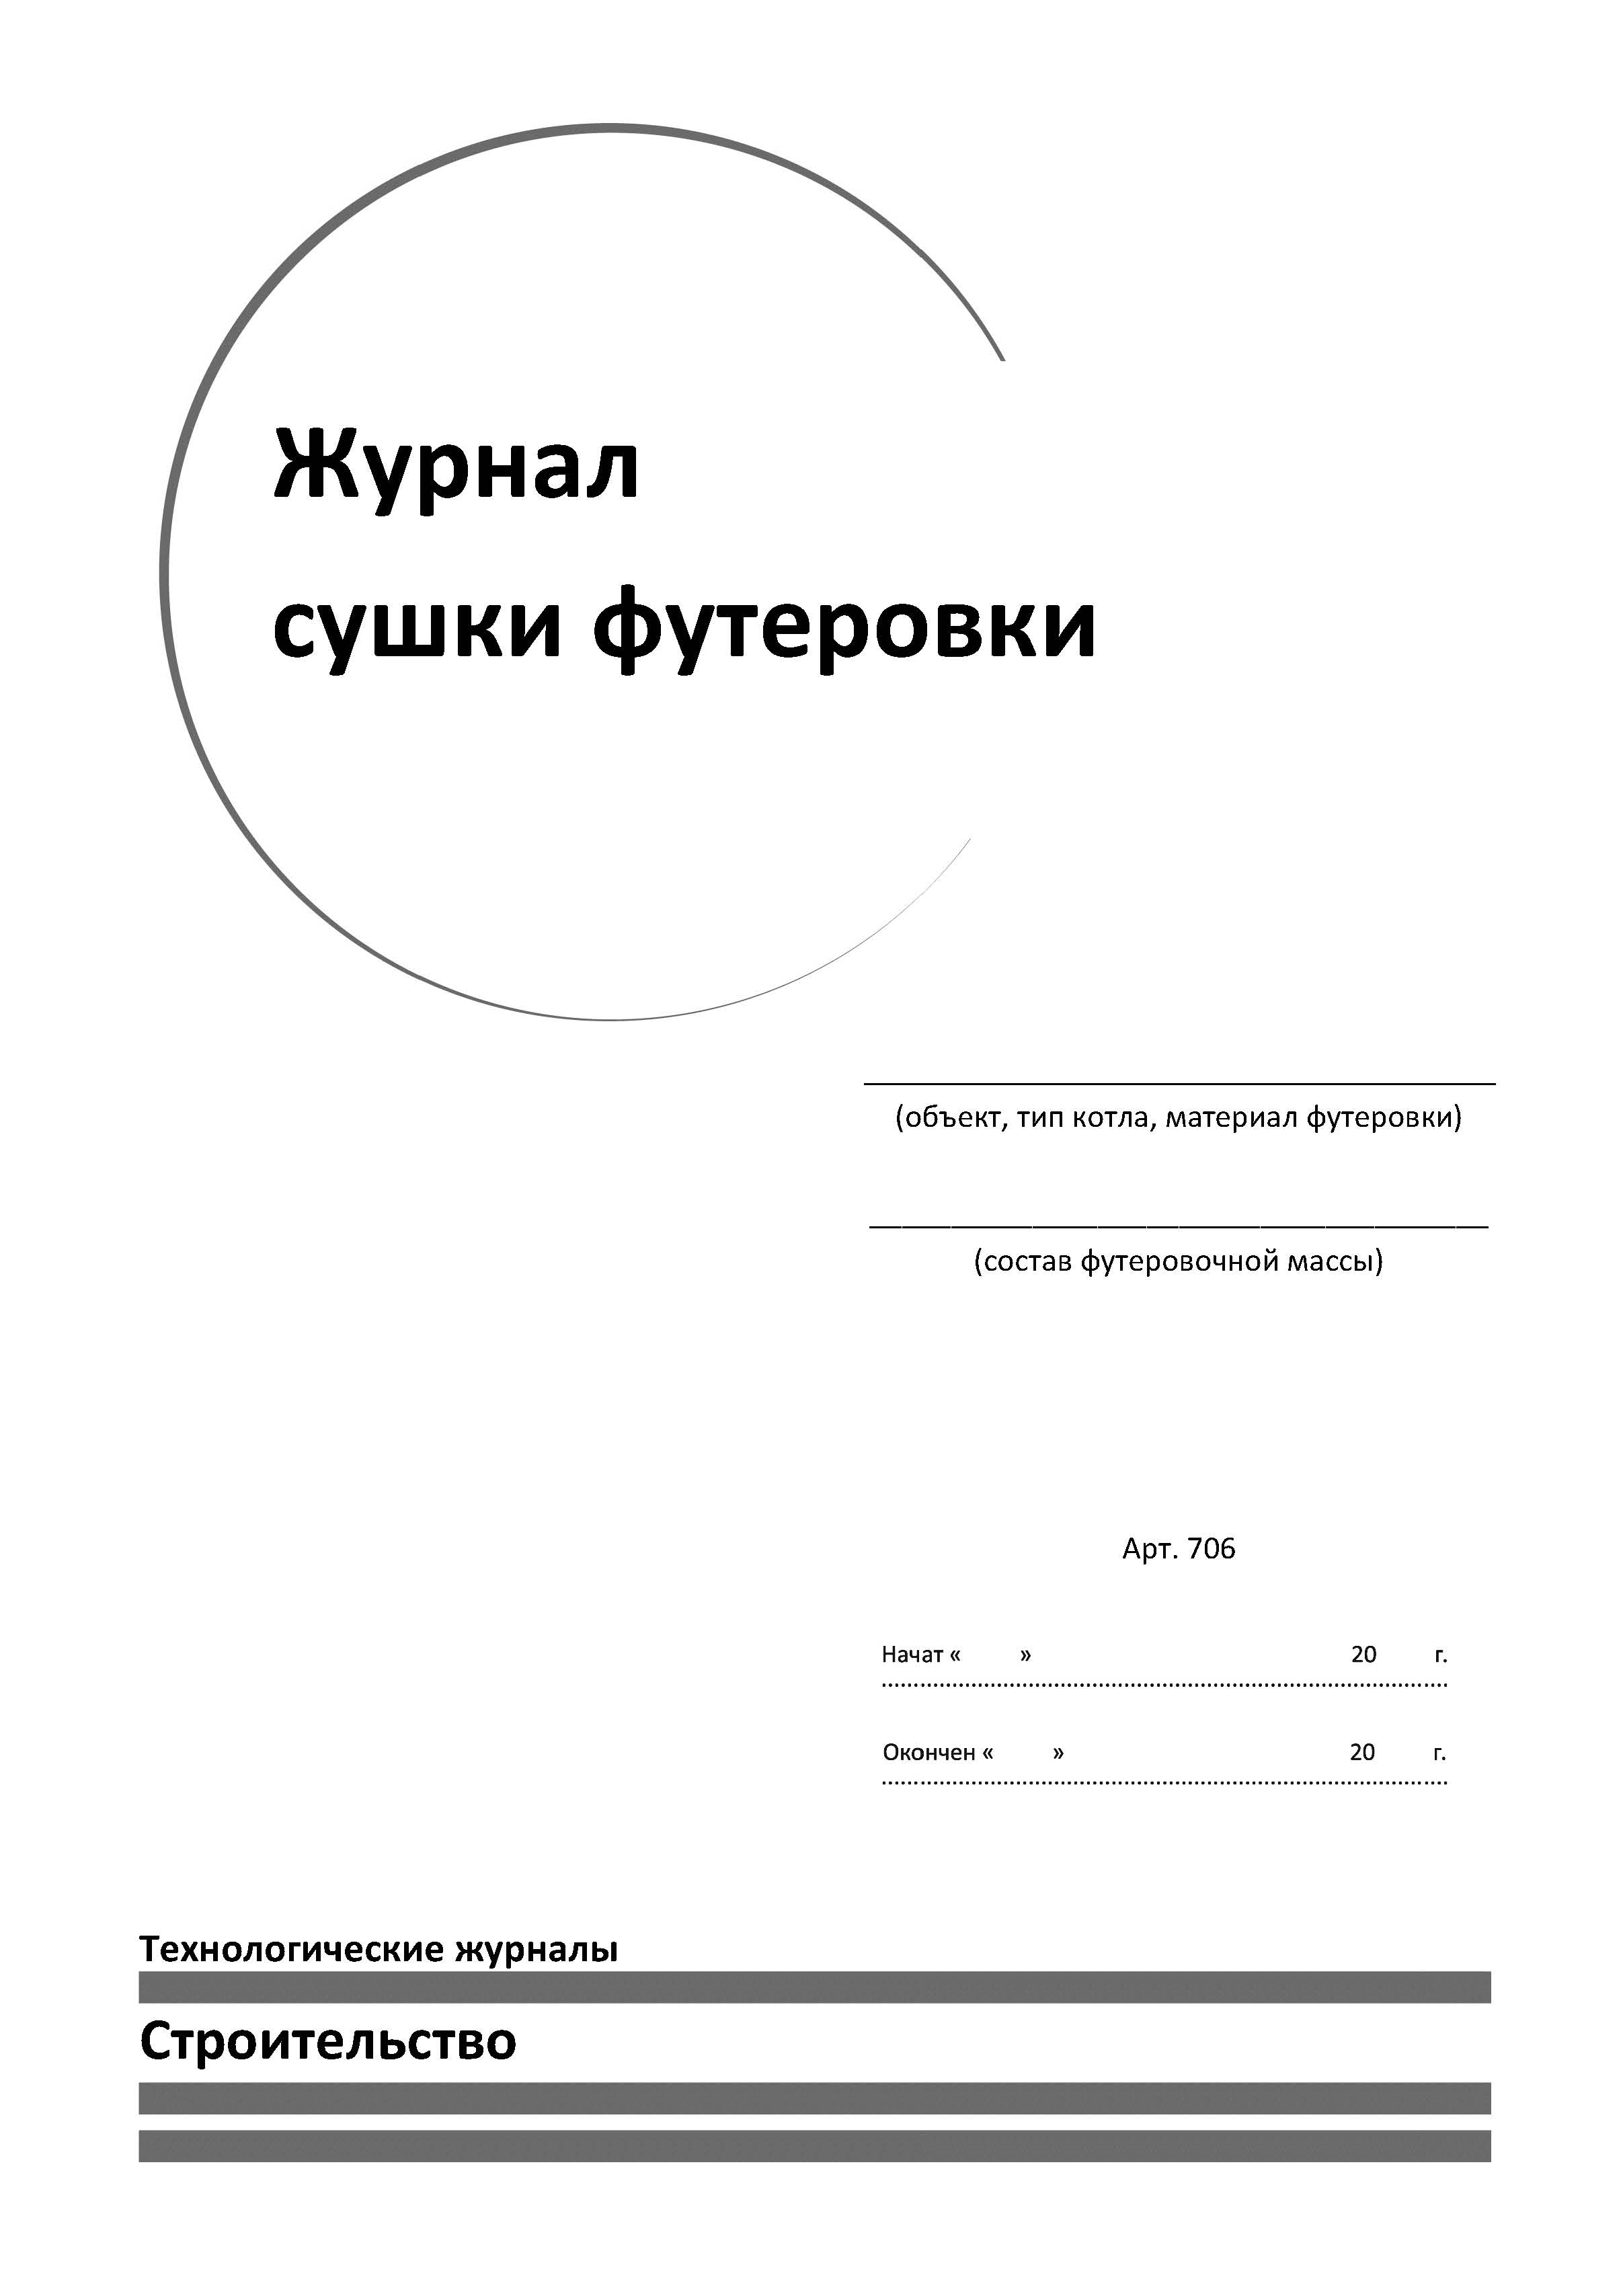 Журнал
сушки футеровки
(объект, тип котла, материал футеровки)
(состав футеровочной массы)
Арт. 706
Начат « » 20 г.
Окончен « » 20 г.
Технологические журналы
Строительство